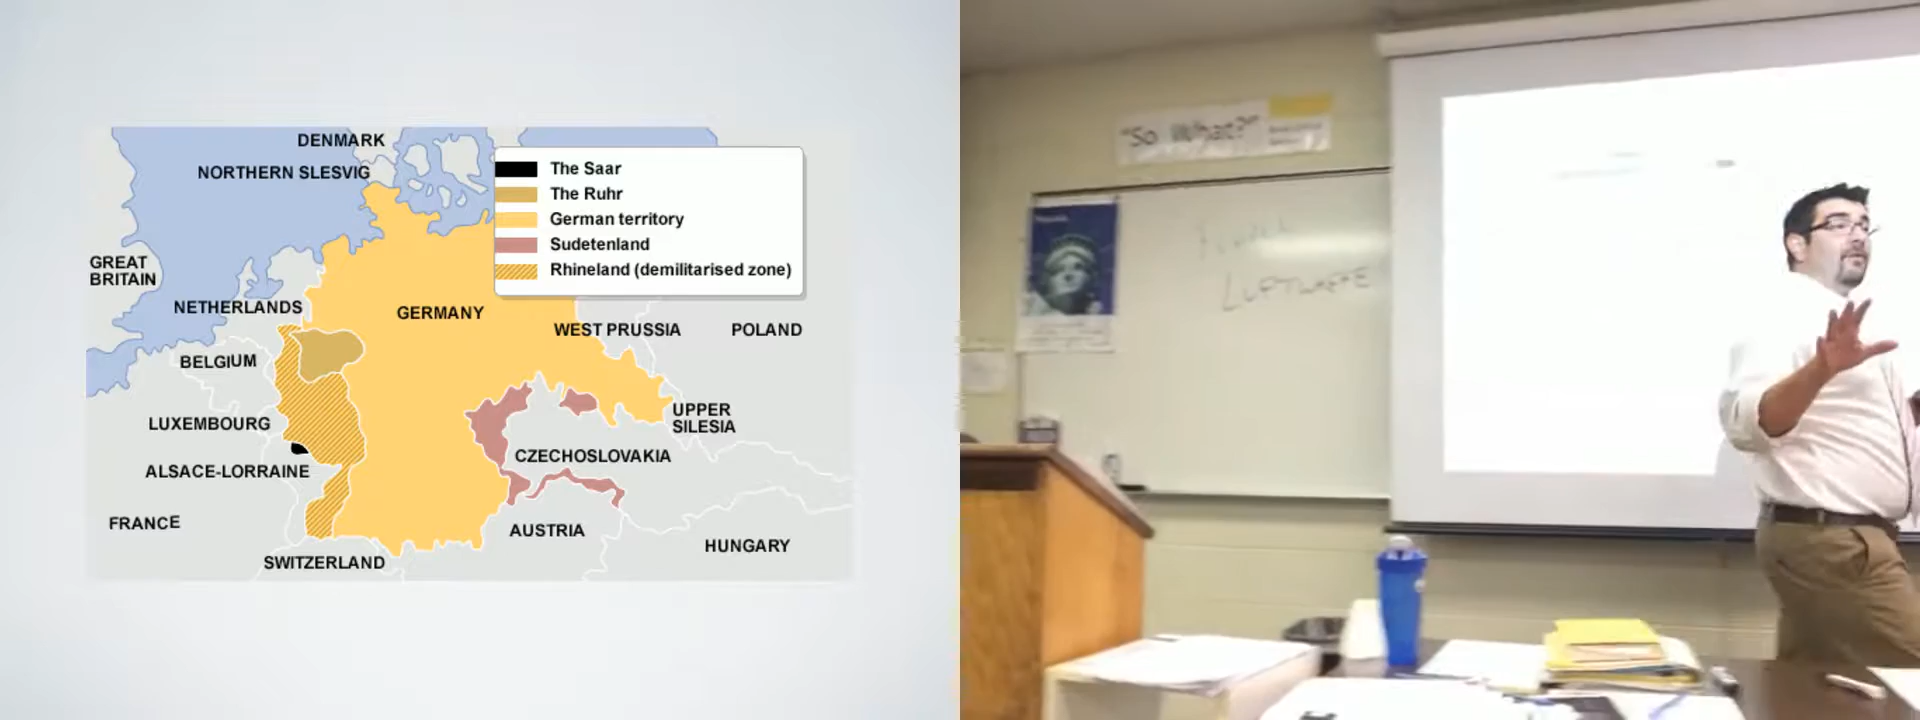 DENMARK
NORTHERN SLESVIG
The Saar
The Ruhr
German territory
Sudetenland
Rhineland (demilitarised zone)
GREAT
BRITAIN
NETHERLANDS
GERMANY
WEST PRUSSIA
POLAND
BELGIUM
LUXEMBOURG
UPPER
SILESIA
CZECHOSLOVAKIA
ALSACE-LORRAINE
FRANCE
AUSTRIA
HUNGARY
SWITZERLAND
"So What?"
LUFTWAFFE